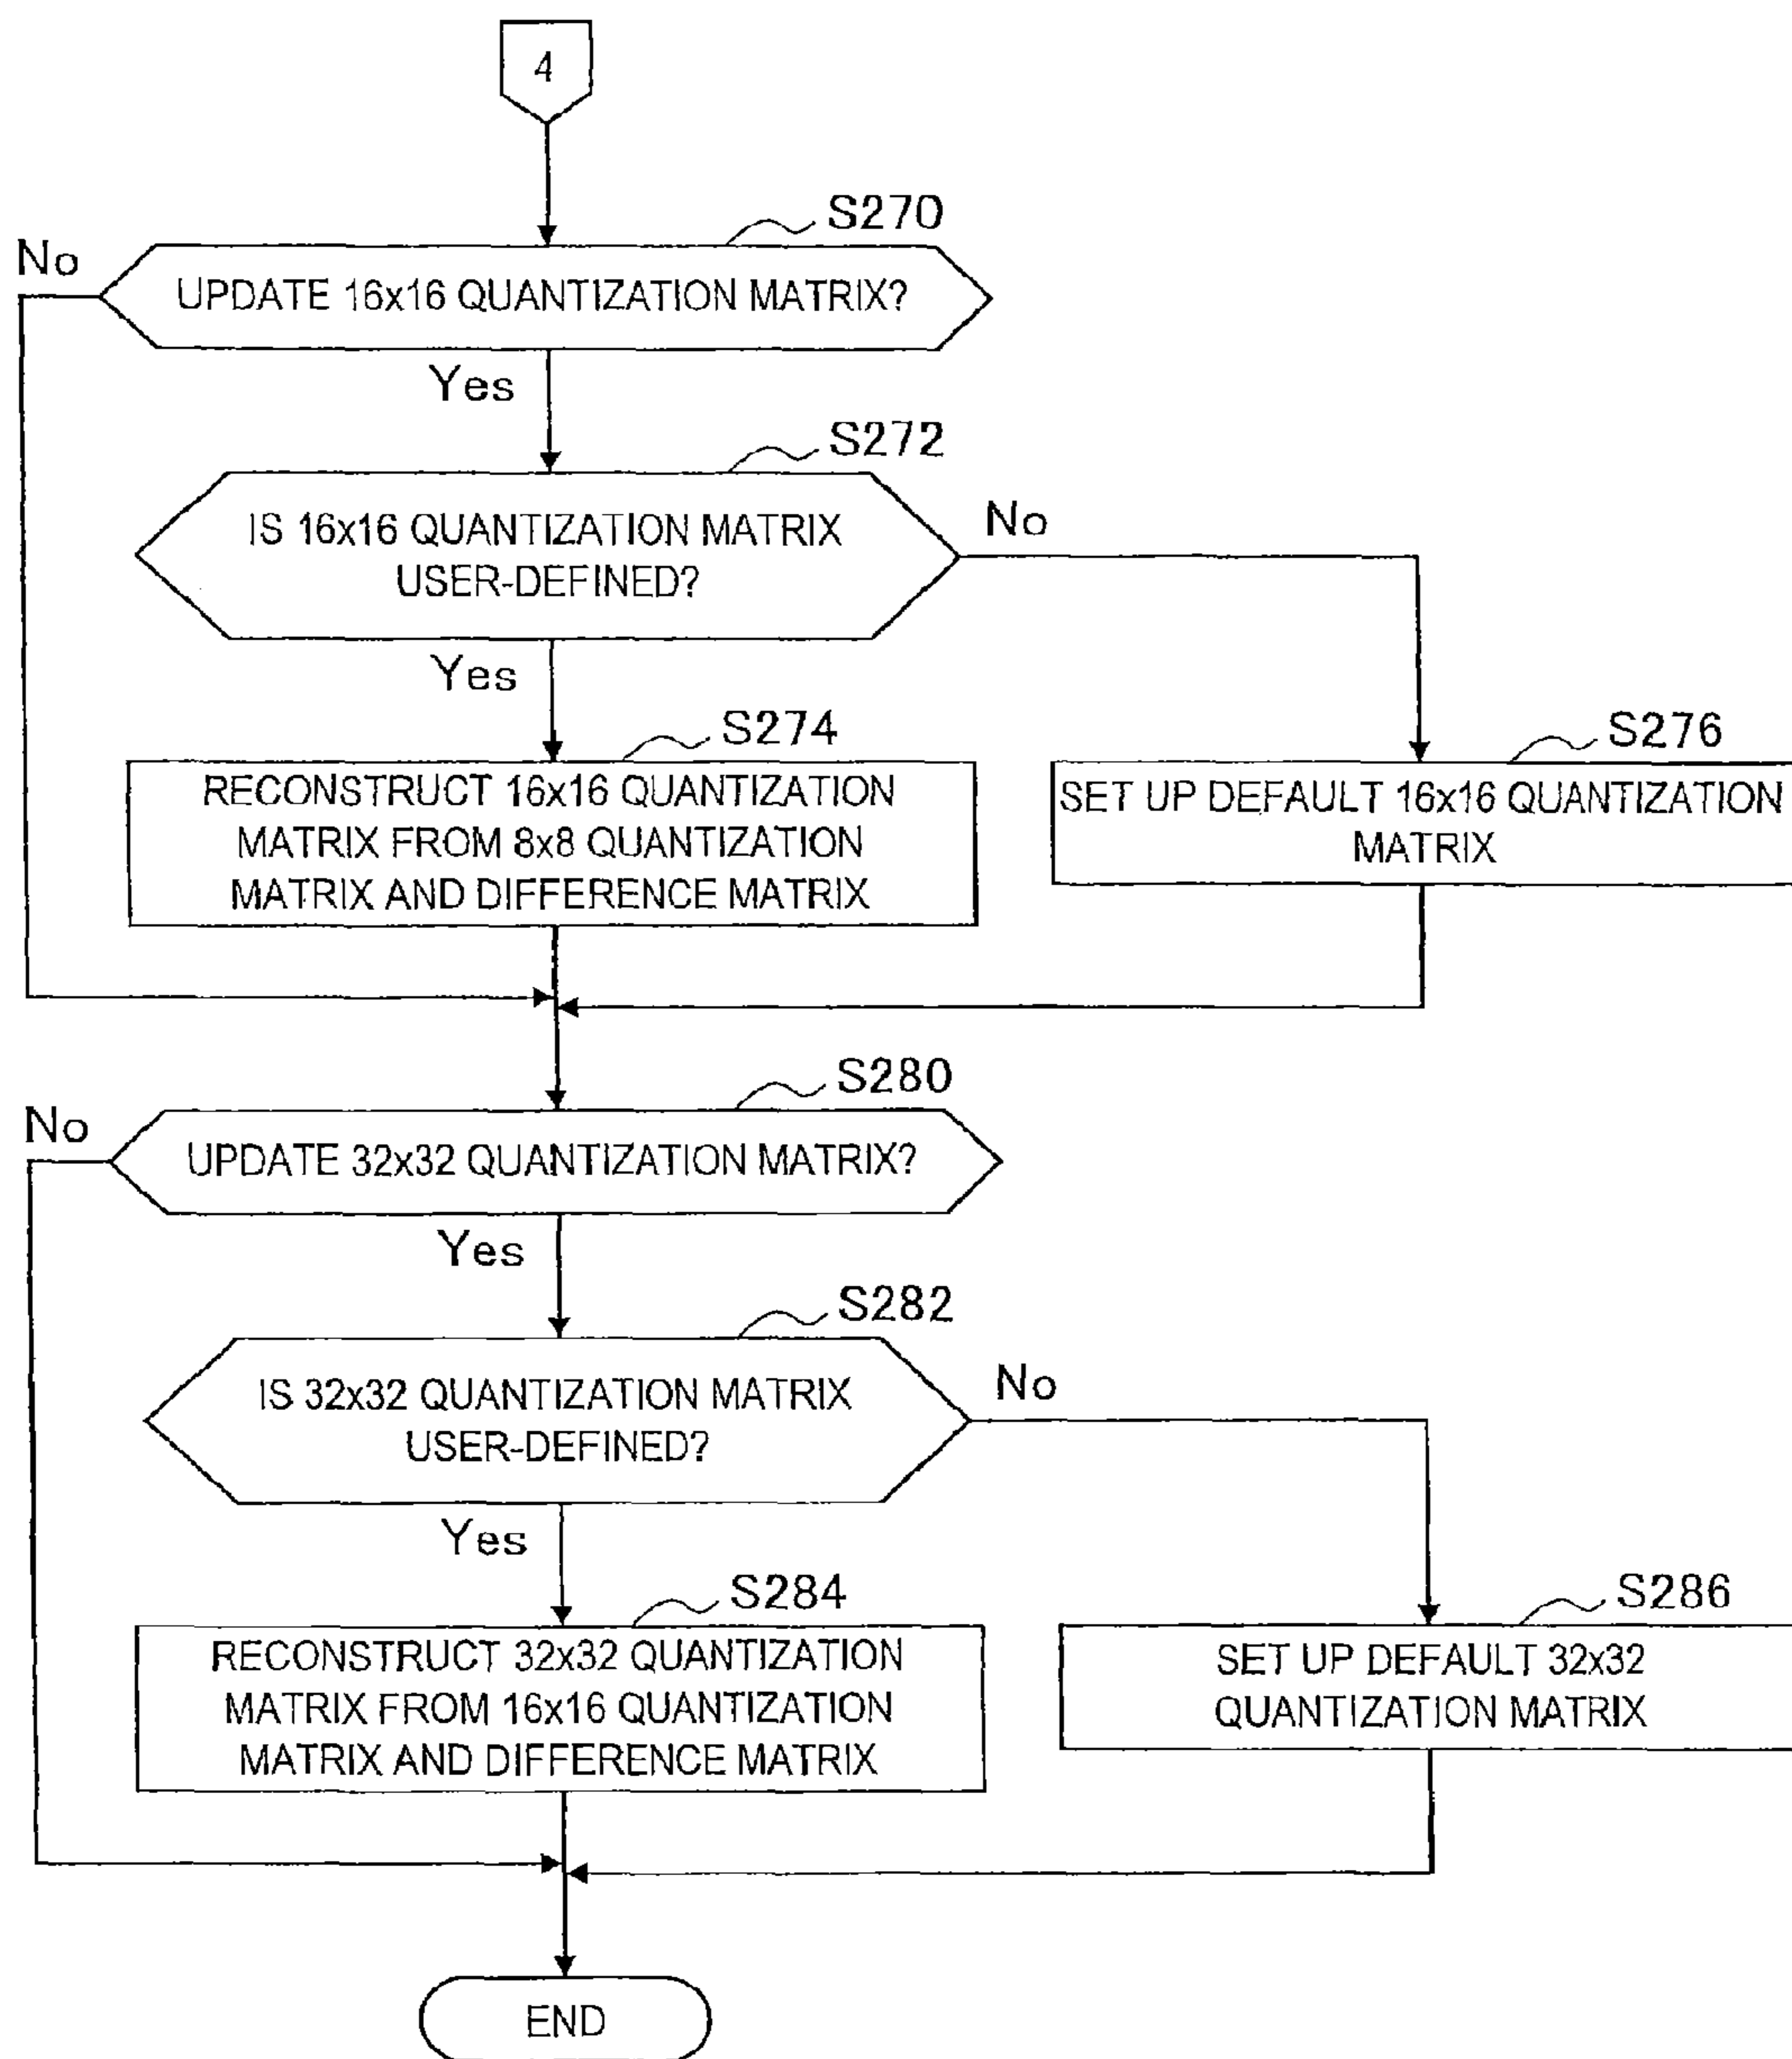 4
S270
No
UPDATE 16x16 QUANTIZATION MATRIX?
Yes
S272
IS 16x16 QUANTIZATION MATRIX
USER-DEFINED?
No
Yes
S274
RECONSTRUCT 16x16 QUANTIZATION
MATRIX FROM 8x8 QUANTIZATION
MATRIX AND DIFFERENCE MATRIX
S276
SET UP DEFAULT 16x16 QUANTIZATION
MATRIX
S280
No
UPDATE 32x32 QUANTIZATION MATRIX?
Yes
S282
IS 32x32 QUANTIZATION MATRIX
USER-DEFINED?
No
Yes
S284
RECONSTRUCT 32x32 QUANTIZATION
MATRIX FROM 16x16 QUANTIZATION
MATRIX AND DIFFERENCE MATRIX
S286
SET UP DEFAULT 32x32
QUANTIZATION MATRIX
END